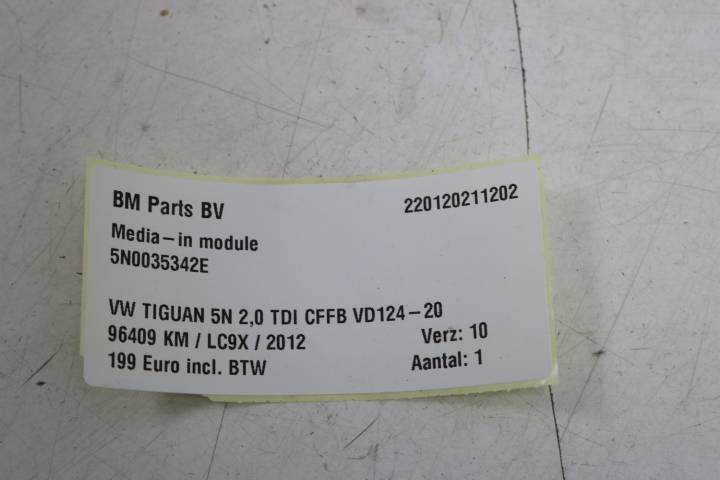 BM Parts BV 220120211202
Media-in module
5N0035342E
VW TIGUAN 5N 2,0 TDI CFFB VD124-20
96409 KM / LC9X / 2012 Verz: 10
199 Euro incl. BTW Aantal: 1